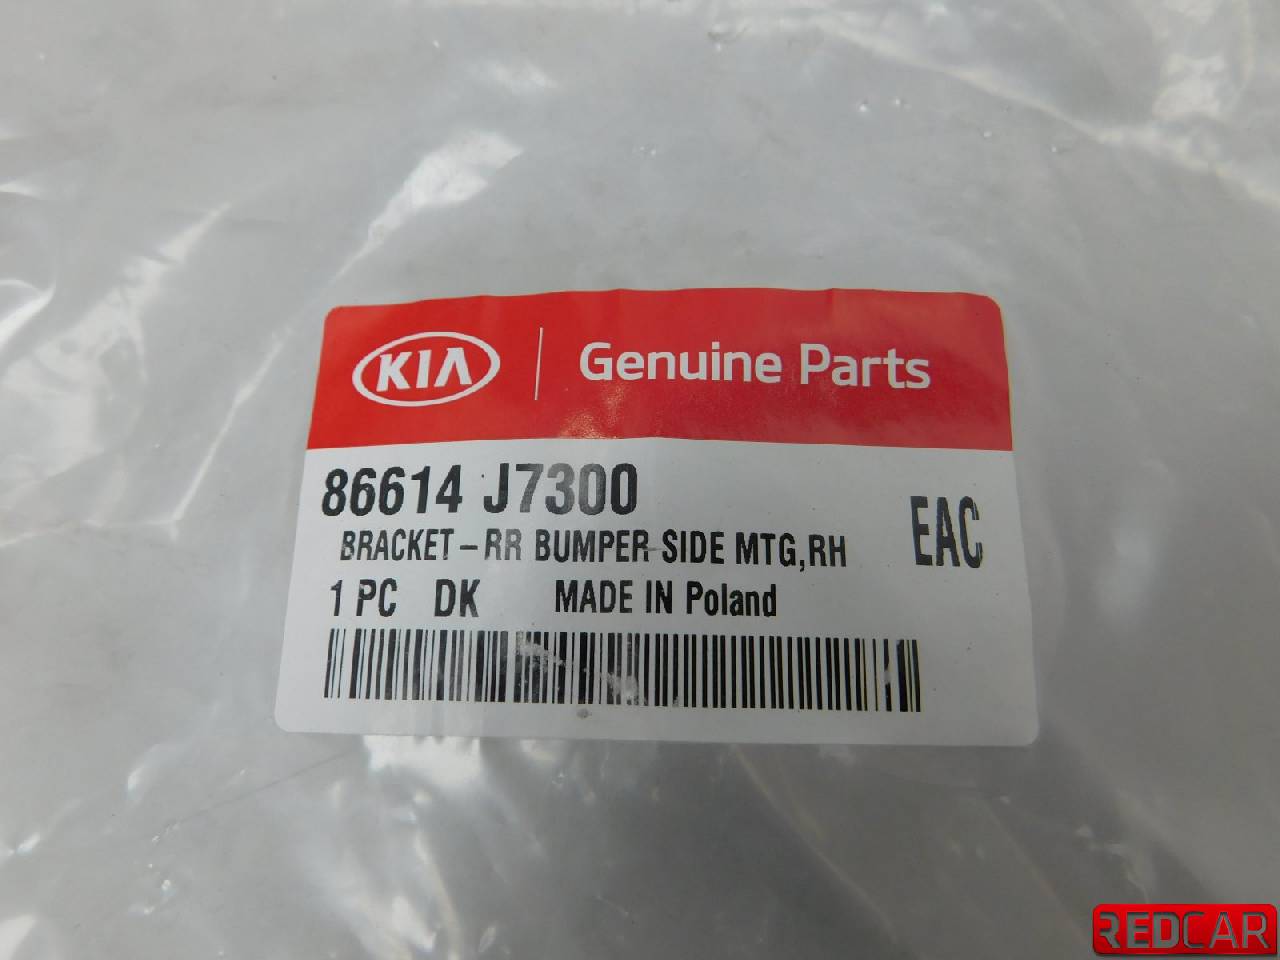 KIA Genuine Parts
86614 J7300
EAC
BRACKET-RR BUMPER SIDE MTG,RH
1 PC DK MADE IN Poland
REDCAR